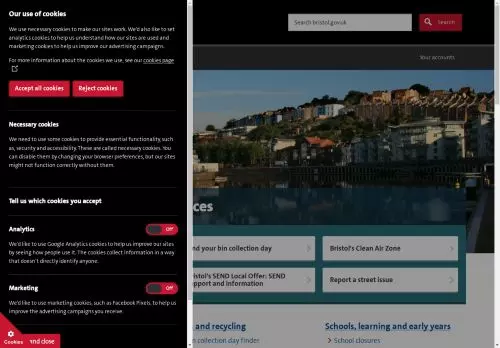 Our use of cookies
We use necessary cookies to make our sites work. We'd also like to set
analytics cookies to help us understand how our sites are used and
marketing cookies to help us improve our advertising campaigns.
For more information about the cookies we use, see our cookies page
Accept all cookies
Reject cookies
Necessary cookies
We need to use some cookies to provide essential functionality, such
as, security and accessibility. These are called necessary cookies. You
can disable them by changing your browser preferences, but our sites
might not function correctly without them.
Tell us which cookies you accept
Analytics
Off
We'd like to use Google Analytics cookies to help us improve our sites
by seeing how people use it. The cookies collect information in a way
that doesn't directly identify anyone.
Marketing
Off
We'd like to use marketing cookies, such as Facebook Pixels, to help us
improve the advertising campaigns you receive.
Cookies
nd close
Search bristol.gov.uk
Search
Your accounts
ces
nd your bin collection day
Bristol's Clean Air Zone
istol's SEND Local Offer: SEND
pport and information
Report a street issue
and recycling
Schools, learning and early years
n collection day finder
School closures